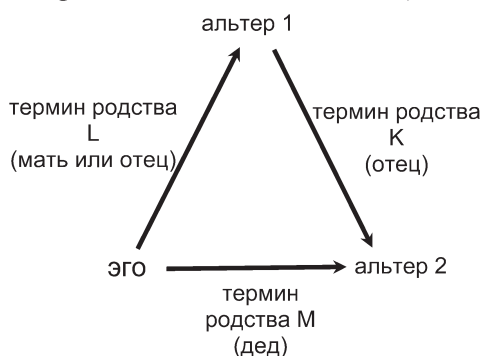 альтер 1
термин родства
L
(мать или отец)
термин родства
K
(отец)
эго
альтер 2
термин
родства M
(дед)